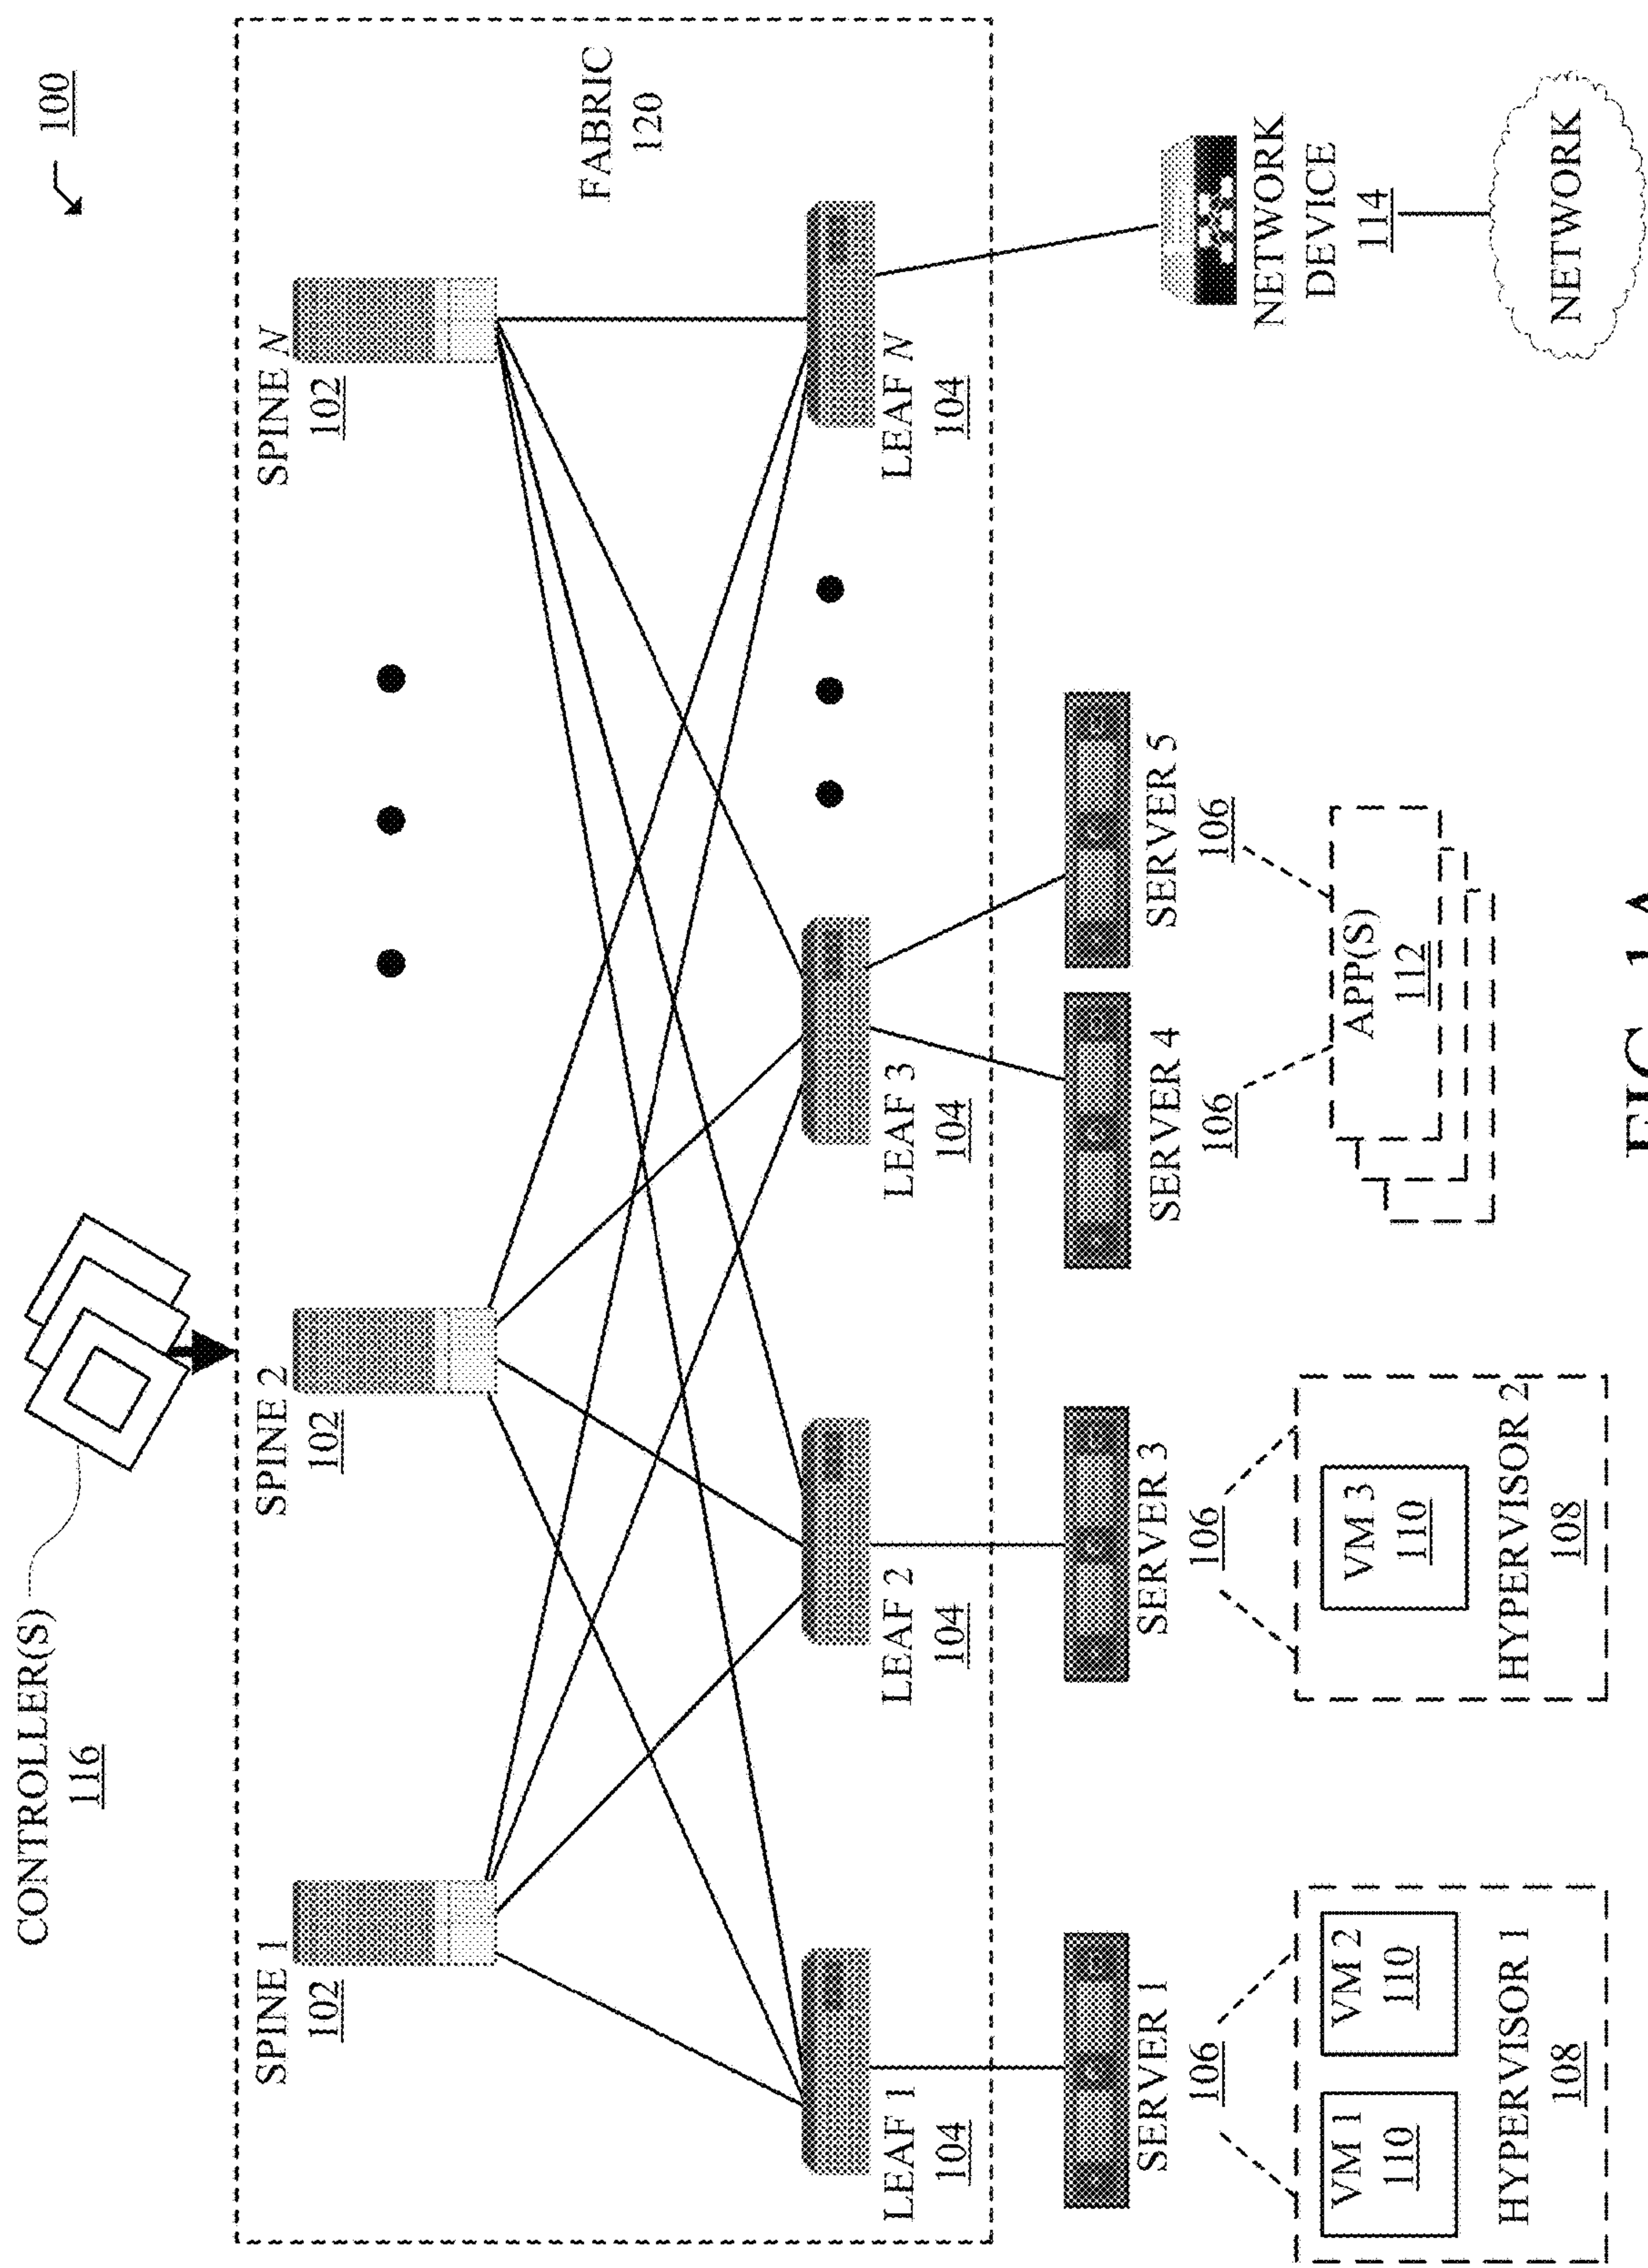 100
CONTROLLER(S)
116
SPINE 1
102
SPINE 2
102
SPINE N
102
FABRIC
120
LEAF 1
104
LEAF 2
104
LEAF 3
104
LEAF N
104
SERVER 1
106
SERVER 3
106
SERVER 4
106
SERVER 5
106
NETWORK
DEVICE
114
VM 1
110
VM 2
110
HYPERVISOR 1
108
VM 3
110
HYPERVISOR 2
108
APP(S)
112
NETWORK